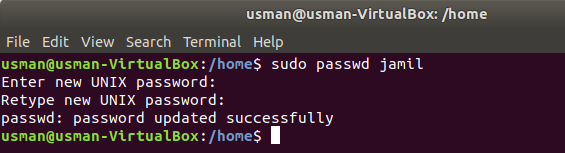 usman@usman-VirtualBox: /home
File Edit View Search Terminal Help
usman@usman-VirtualBox:/home$ sudo passwd jamil
Enter new UNIX password:
Retype new UNIX password:
passwd: password updated successfully
usman@usman-VirtualBox:/home$